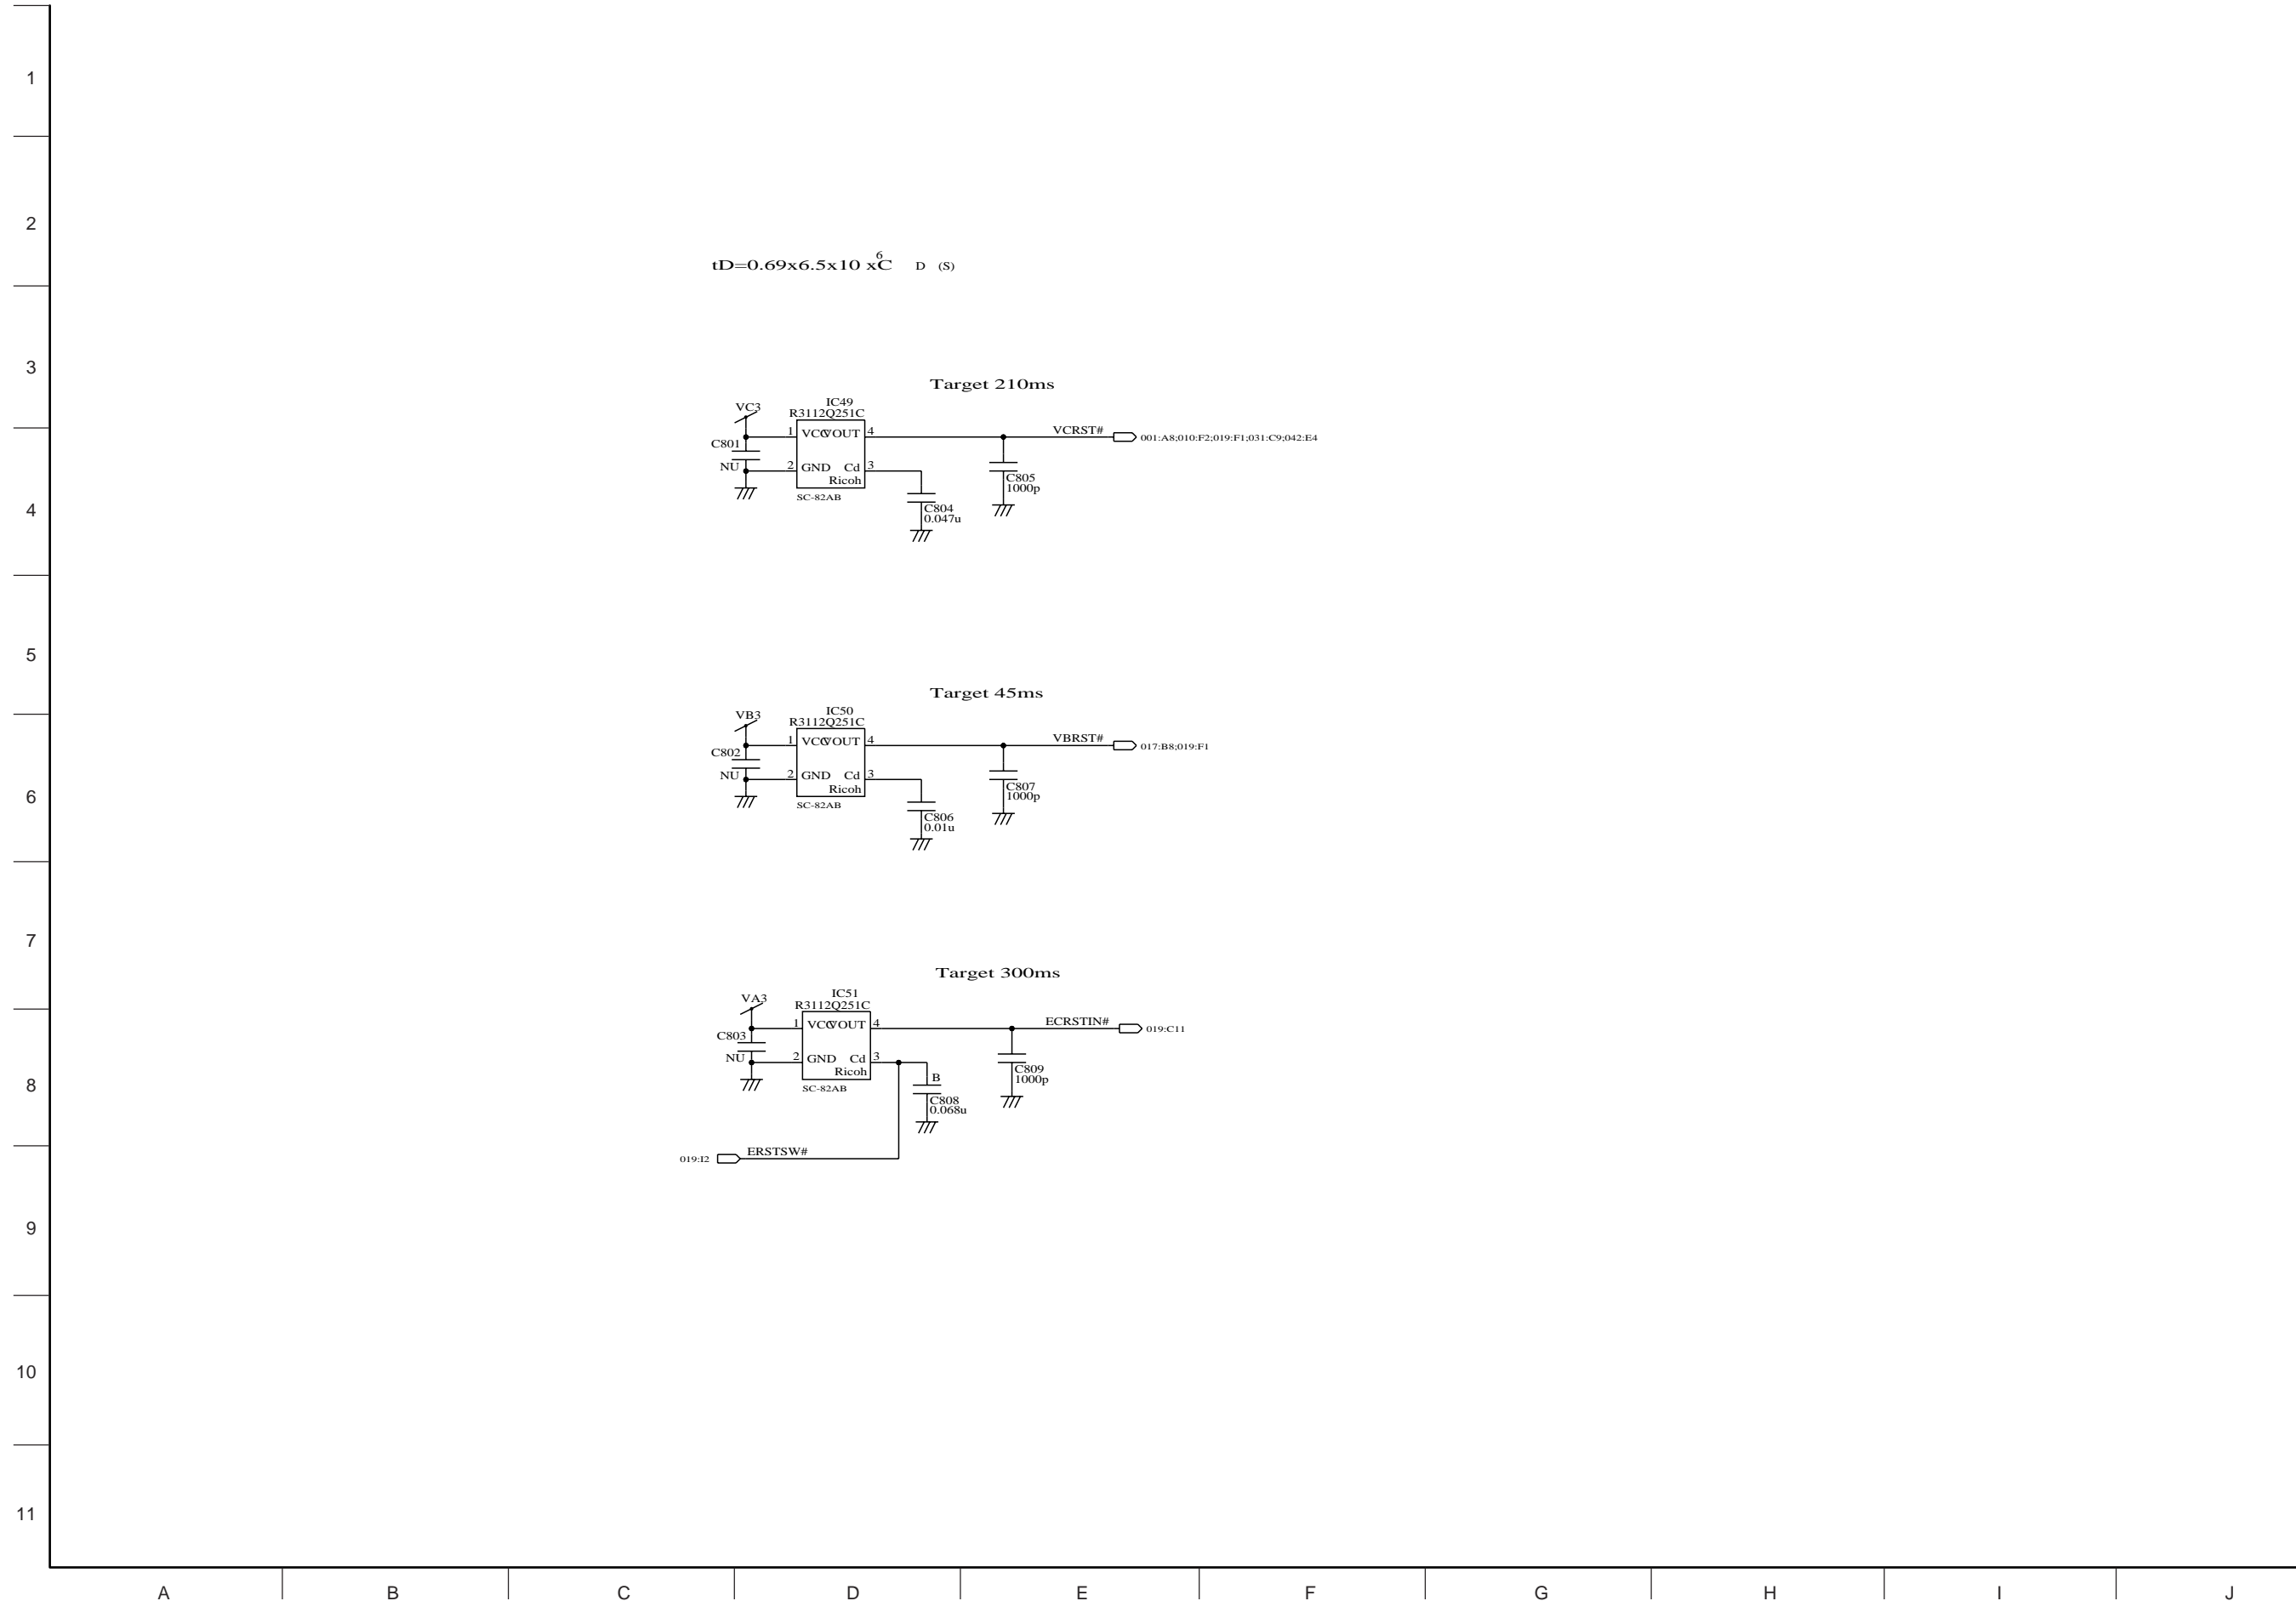 1
2
6
tD=0.69x6.5x10 xC D (S)
3
Target 210ms
IC49
VC3
R3112Q251C
VCRST#
1 VCC VOUT 4
001:A8;010:F2;019:F1;031:C9;042:E4
C801
NU
2 GND Cd 3
Ricoh
C805
1000p
SC-82AB
4
C804
0.047u
5
Target 45ms
IC50
VB3
R3112Q251C
VBRST#
1 VCC VOUT 4
017:B8;019:F1
C802
NU
2 GND Cd 3
Ricoh
C807
1000p
6
SC-82AB
C806
0.01u
7
Target 300ms
IC51
VA3
R3112Q251C
ECRSTIN#
1 VCC VOUT 4
019:C11
C803
NU
2 GND Cd 3
Ricoh
C809
1000p
B
8
SC-82AB
C808
0.068u
ERSTSW#
019:I2
9
10
11
A B C D E F G H I J